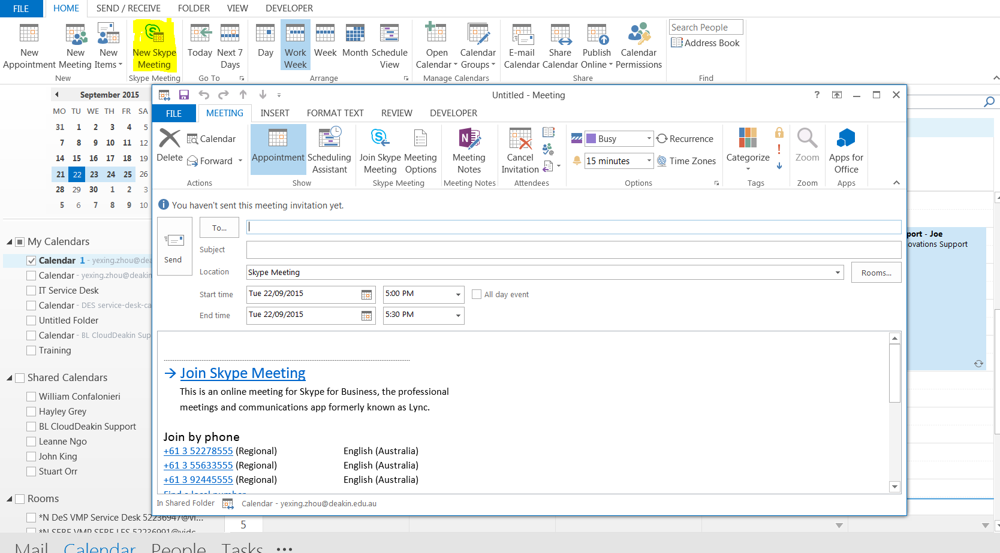 FILE HOME SEND / RECEIVE FOLDER VIEW DEVELOPER
New Appointment
New Meeting
New Items
New Skype Meeting
Today
Next 7 Days
Day
Work Week
Week
Month
Schedule View
Open Calendar
Calendar Groups
E-mail Calendar
Share Calendar
Publish Online
Calendar Permissions
Search People
Address Book
New
Skype Meeting
Go To
Arrange
Manage Calendars
Share
Find
September 2015
MO TU WE TH FR SA
31 1 2 3 4 5
7 8 9 10 11 12
14 15 16 17 18 19
21 22 23 24 25 26
28 29 30 1 2 3
5 6 7 8 9 10
My Calendars
Calendar 1 - yexing.zhou@dea
Calendar - yexing.zhou@deakin
IT Service Desk
Calendar - DES service-desk-ca
Untitled Folder
Calendar - BL CloudDeakin Sup
Training
Shared Calendars
William Confalonieri
Hayley Grey
BL CloudDeakin Support
Leanne Ngo
John King
Stuart Orr
Rooms
*N DeS VMP Service Desk 52236947@vi...
*N SEBE VMP SEBE LES 52236991@vidc
Untitled - Meeting
?
FILE MEETING INSERT FORMAT TEXT REVIEW DEVELOPER
Delete
Calendar
Forward
Appointment
Scheduling Assistant
Join Skype Meeting
Meeting Options
Meeting Notes
Cancel Invitation
Busy
15 minutes
Recurrence
Time Zones
Categorize
Zoom
Apps for Office
Actions
Show
Skype Meeting
Meeting Notes
Attendees
Options
Tags
Zoom
Apps
You haven't sent this meeting invitation yet.
Send
To...
Subject
Location
Skype Meeting
Rooms...
Start time
Tue 22/09/2015
5:00 PM
All day event
End time
Tue 22/09/2015
5:30 PM
Join Skype Meeting
This is an online meeting for Skype for Business, the professional
meetings and communications app formerly known as Lync.
Join by phone
+61 3 52278555 (Regional) English (Australia)
+61 3 55633555 (Regional) English (Australia)
+61 3 92445555 (Regional) English (Australia)
Find a local number
In Shared Folder
Calendar - yexing.zhou@deakin.edu.au
port - Joe
ovations Support
5
Mail Calendar People Tasks •••